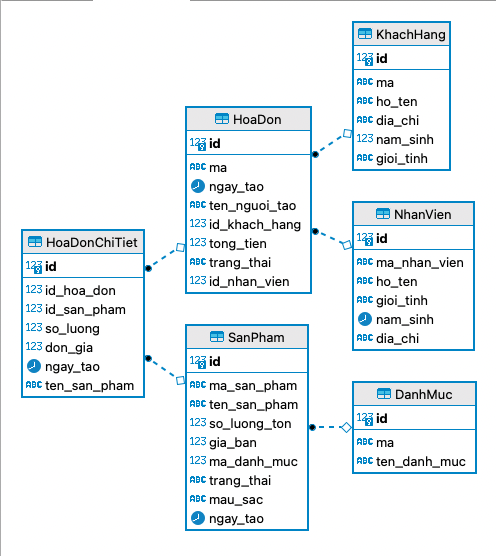 KhachHang
123 id
ABC ma
ABC ho_ten
ABC dia_chi
123 nam_sinh
ABC gioi_tinh
HoaDon
123 id
ABC ma
ngay_tao
ABC ten_nguoi_tao
123 id_khach_hang
123 tong_tien
ABC trang_thai
123 id_nhan_vien
NhanVien
123 id
ABC ma_nhan_vien
ABC ho_ten
ABC gioi_tinh
nam_sinh
ABC dia_chi
HoaDonChiTiet
123 id
123 id_hoa_don
123 id_san_pham
123 so_luong
123 don_gia
ngay_tao
ABC ten_san_pham
SanPham
123 id
ABC ma_san_pham
ABC ten_san_pham
123 so_luong_ton
123 gia_ban
123 ma_danh_muc
ABC trang_thai
ABC mau_sac
ngay_tao
DanhMuc
123 id
ABC ma
ABC ten_danh_muc